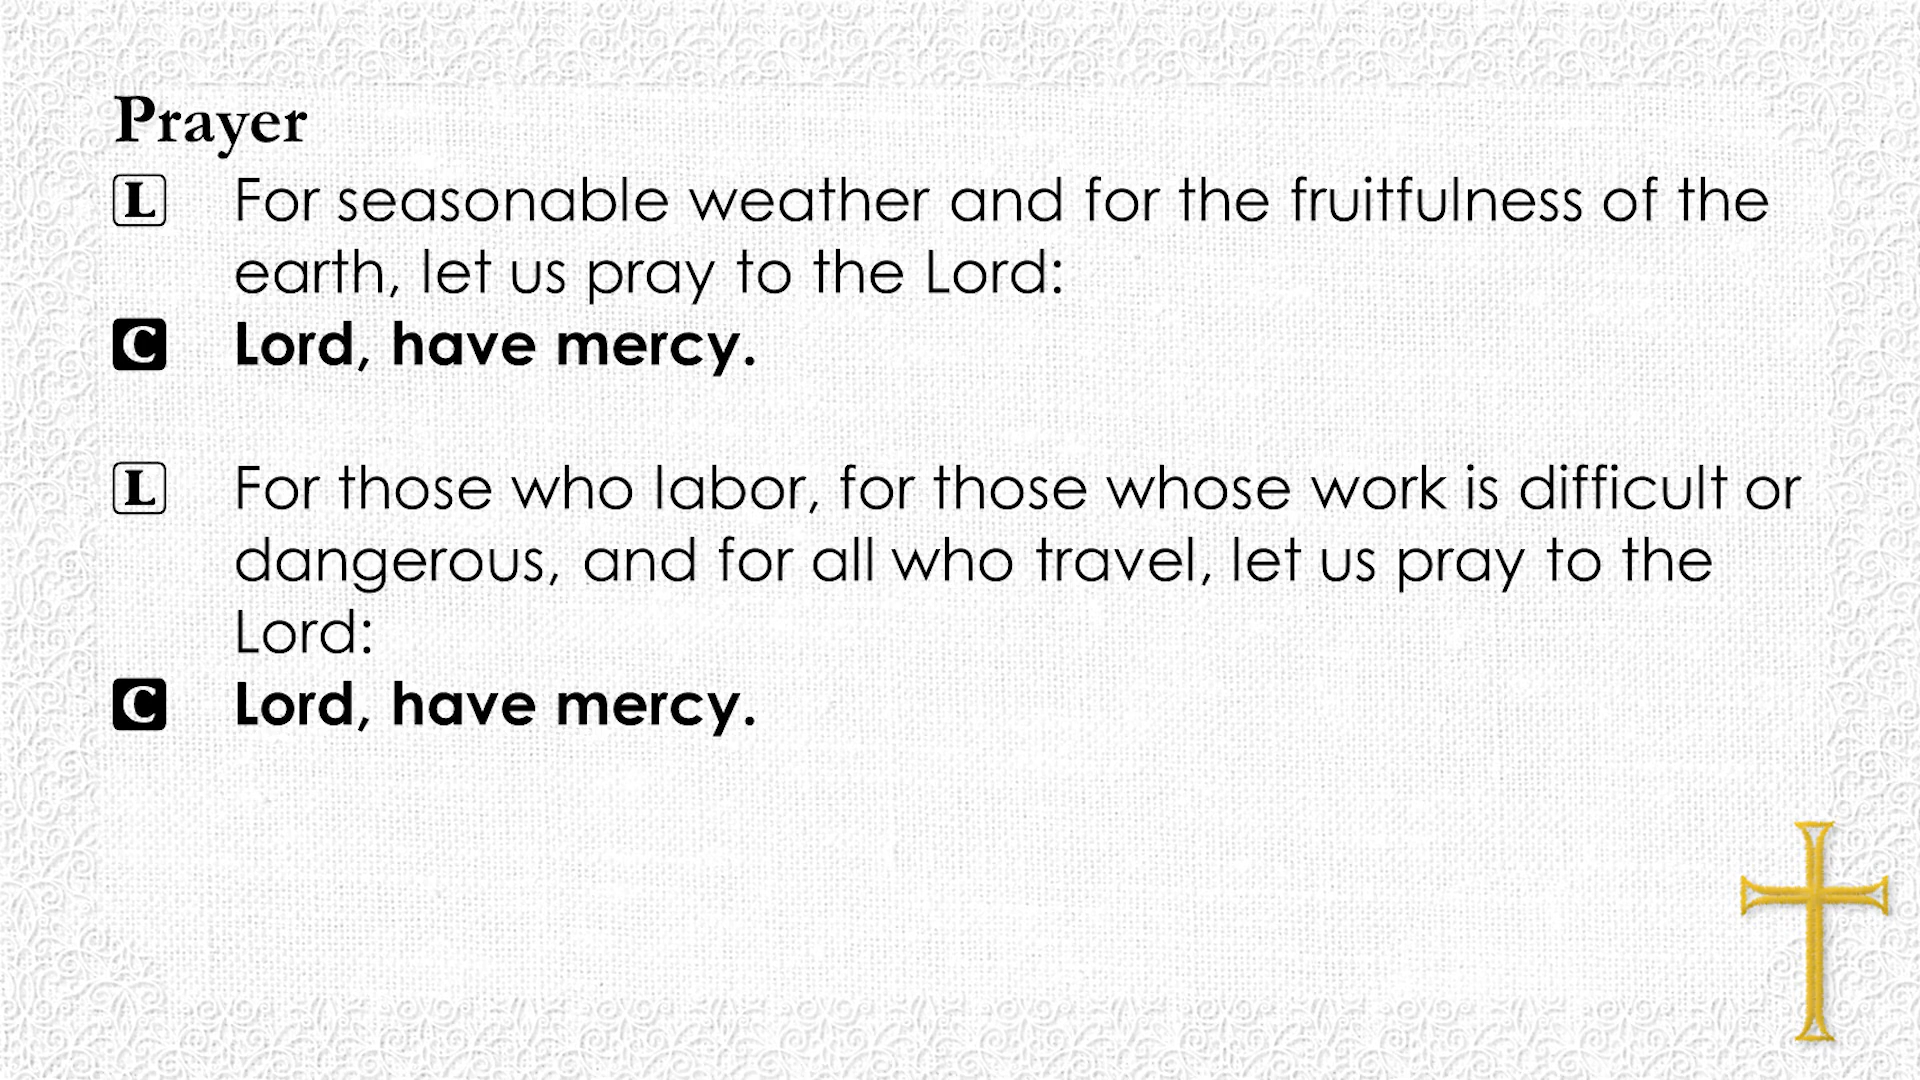 Prayer
L For seasonable weather and for the fruitfulness of the
earth, let us pray to the Lord:
C Lord, have mercy.
L For those who labor, for those whose work is difficult or
dangerous, and for all who travel, let us pray to the
Lord:
C Lord, have mercy.